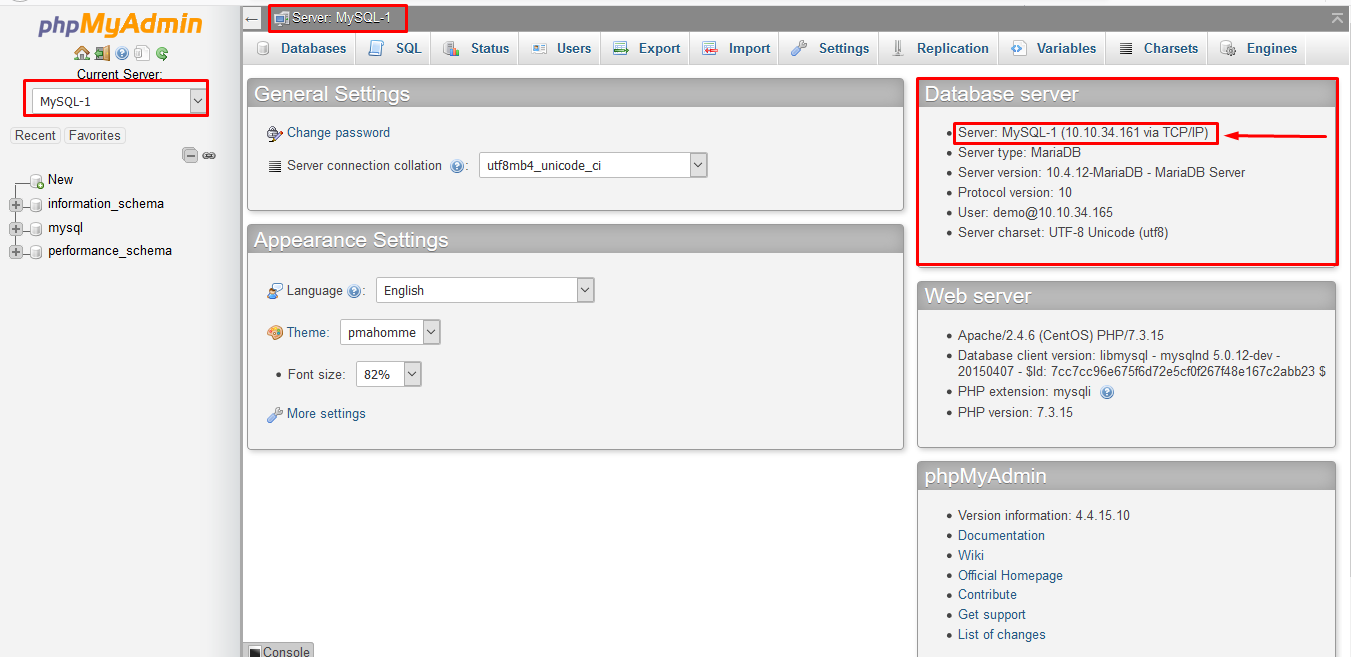 phpMyAdmin
Current Server:
MySQL-1
Recent Favorites
New
information_schema
mysql
performance_schema
Server: MySQL-1
Databases SQL Status Users Export Import Settings Replication Variables Charsets Engines
General Settings
Change password
Server connection collation : utf8mb4_unicode_ci
Appearance Settings
Language : English
Theme: pmahomme
Font size: 82%
More settings
Database server
Server: MySQL-1 (10.10.34.161 via TCP/IP)
Server type: MariaDB
Server version: 10.4.12-MariaDB - MariaDB Server
Protocol version: 10
User: demo@10.10.34.165
Server charset: UTF-8 Unicode (utf8)
Web server
Apache/2.4.6 (CentOS) PHP/7.3.15
Database client version: libmysql - mysqlnd 5.0.12-dev -
20150407 - $Id: 7cc7cc96e675f6d72e5cf0f267f48e167c2abb23 $
PHP extension: mysqli
PHP version: 7.3.15
phpMyAdmin
Version information: 4.4.15.10
Documentation
Wiki
Official Homepage
Contribute
Get support
List of changes
Console